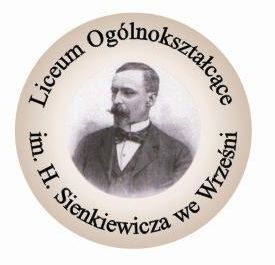 Liceum Ogólnokształcące
im. H. Sienkiewicza we Wrześni